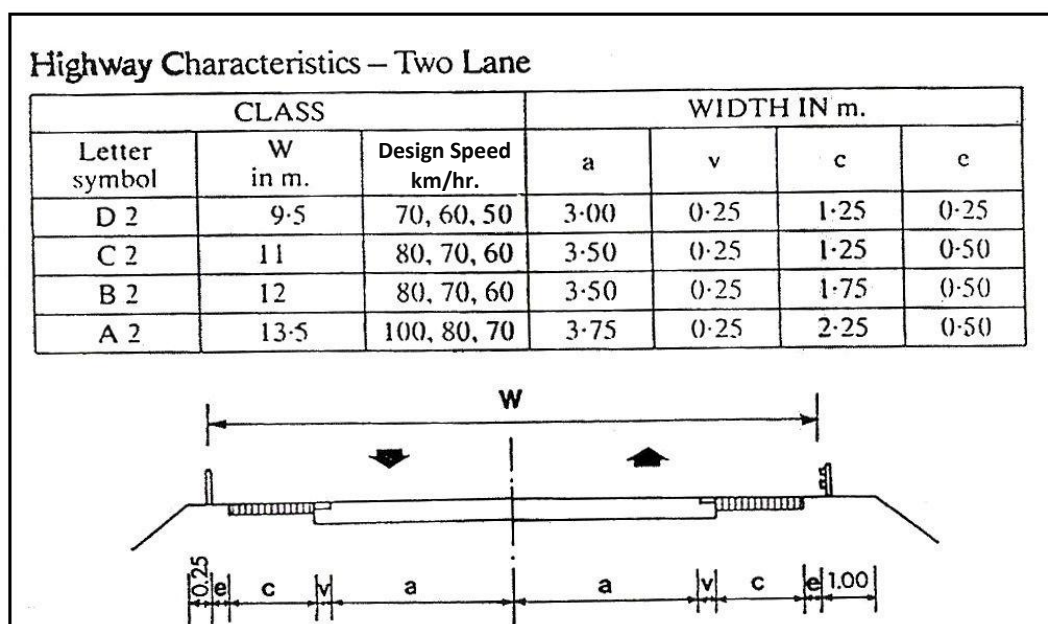 Highway Characteristics – Two Lane
CLASS WIDTH IN m.
Letter symbol W in m. Design Speed km/hr. a v c e
D 2 9·5 70, 60, 50 3·00 0·25 1·25 0·25
C 2 11 80, 70, 60 3·50 0·25 1·25 0·50
B 2 12 80, 70, 60 3·50 0·25 1·75 0·50
A 2 13·5 100, 80, 70 3·75 0·25 2·25 0·50
W
0.25 e c v a a v c e 1.00